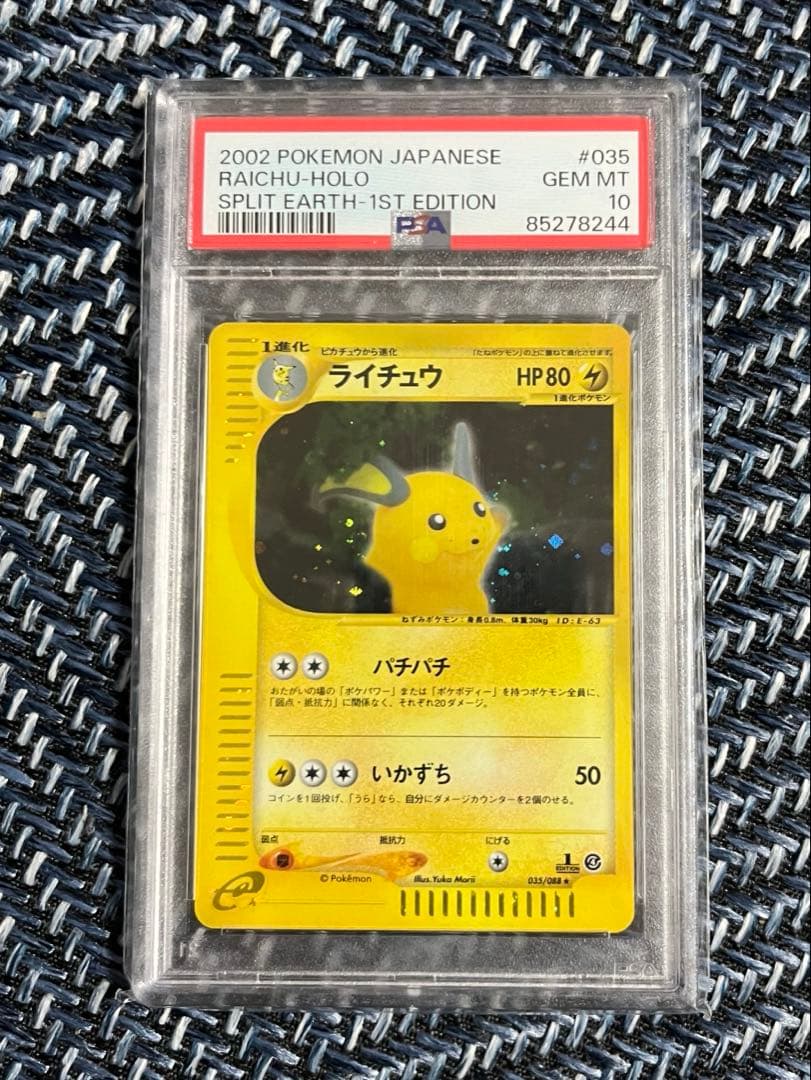 2002 POKEMON JAPANESE #035
RAICHU-HOLO GEM MT
SPLIT EARTH-1ST EDITION 10
PSA 85278244
1進化 ピカチュウから進化 「たねポケモン」の上に重ねて進化させます。
ライチュウ HP80
1進化ポケモン
ねずみポケモン：身長0.8m、体重30kg ID:E-63
パチパチ
おたがいの場の「ポケパワー」または「ポケボディー」を持つポケモン全員に、
「弱点・抵抗力」に関係なく、それぞれ20ダメージ。
いかずち 50
コインを1回投げ、「うら」なら、自分にダメージカウンターを2個のせる。
弱点 抵抗力 にげる
1
EDITION
© Pokémon Illus.Yuka Morii 035/088 ★
e